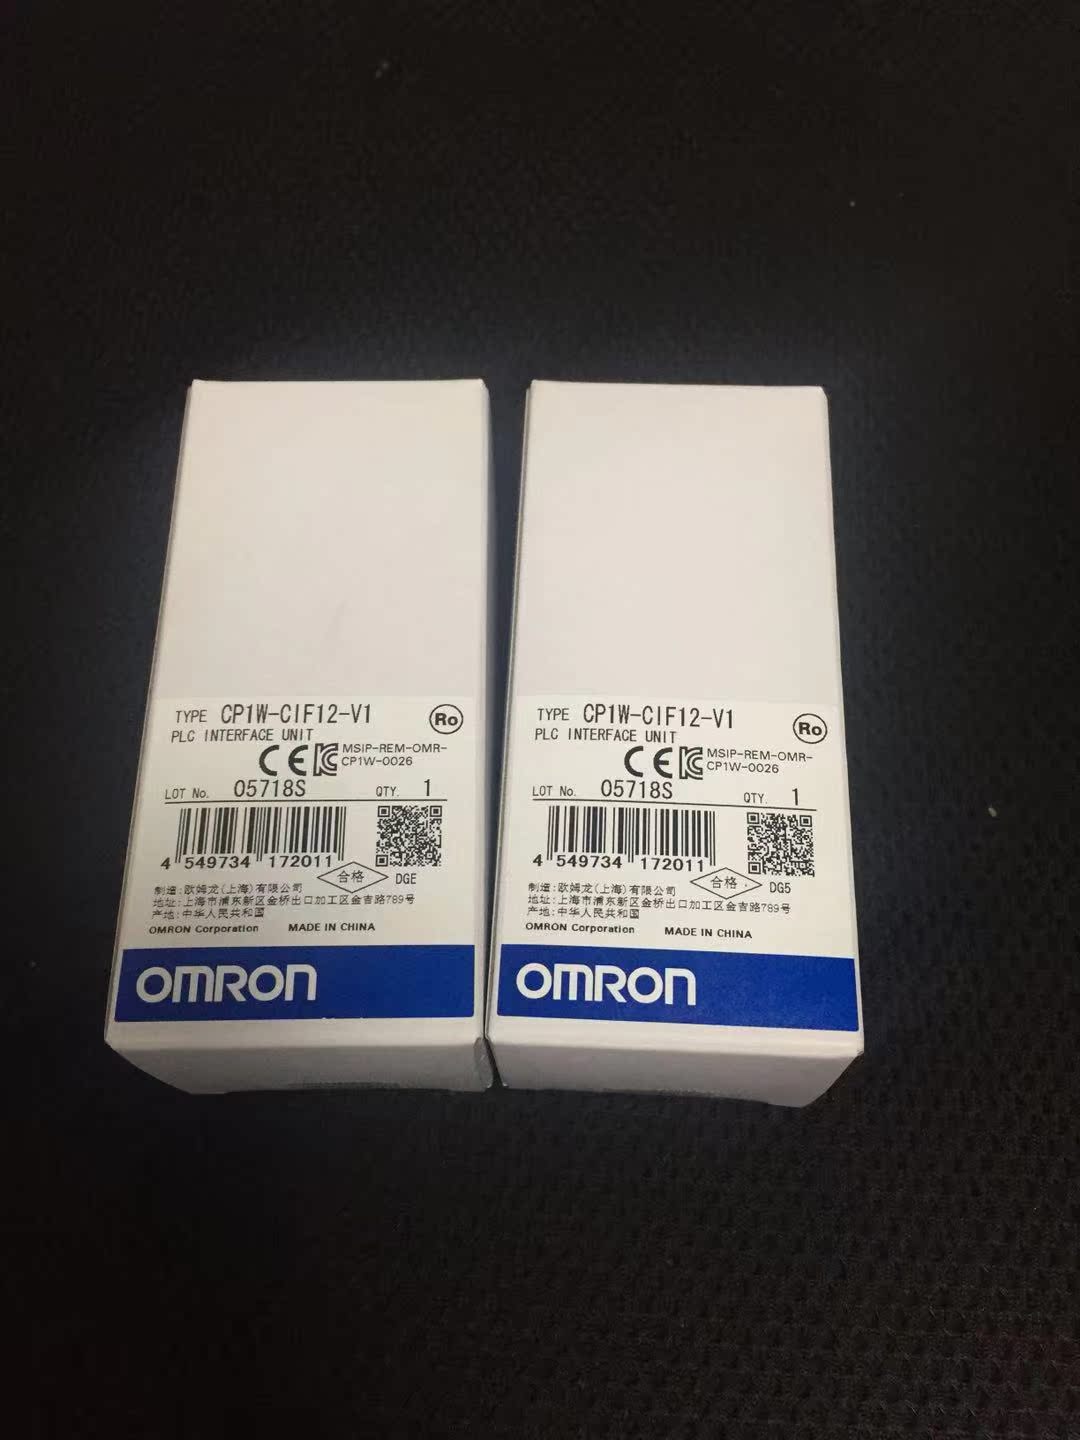 TYPE CP1W-CIF12-V1
Ro
PLC INTERFACE UNIT
CE
MSIP-REM-OMR-
CP1W-0026
LOT No. 05718S QTY. 1
4 549734 172011
合格
DGE
制造:欧姆龙(上海)有限公司
地址:上海市浦东新区金桥出口加工区金吉路789号
产地:中华人民共和国
OMRON Corporation MADE IN CHINA
OMRON
TYPE CP1W-CIF12-V1
Ro
PLC INTERFACE UNIT
CE
MSIP-REM-OMR-
CP1W-0026
LOT No. 05718S QTY. 1
4 549734 172011
合格
DG5
制造:欧姆龙(上海)有限公司
地址:上海市浦东新区金桥出口加工区金吉路789号
产地:中华人民共和国
OMRON Corporation MADE IN CHINA
OMRON